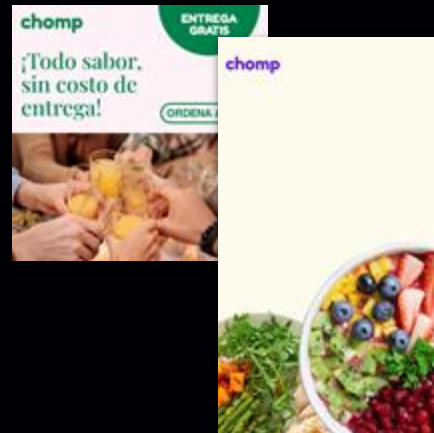 chomp
ENTREGA
GRATIS
¡Todo sabor,
sin costo de
entrega!
ORDENA
chomp